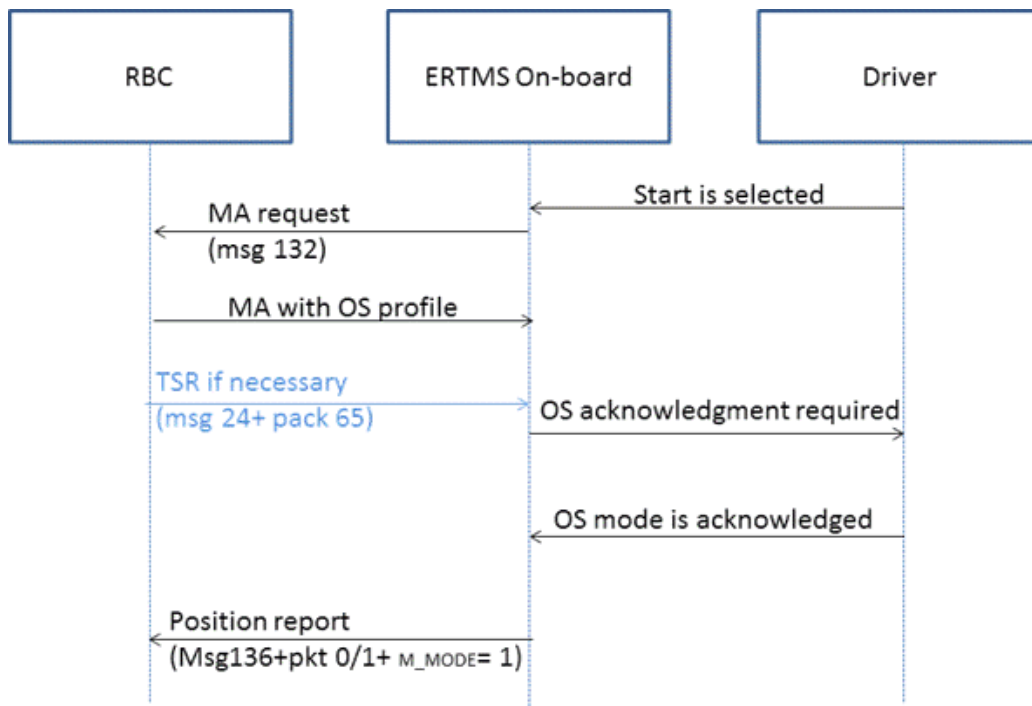 RBC
ERTMS On-board
Driver
Start is selected
MA request
(msg 132)
MA with OS profile
TSR if necessary
(msg 24+ pack 65)
OS acknowledgment required
OS mode is acknowledged
Position report
(Msg136+pkt 0/1+ M_MODE= 1)